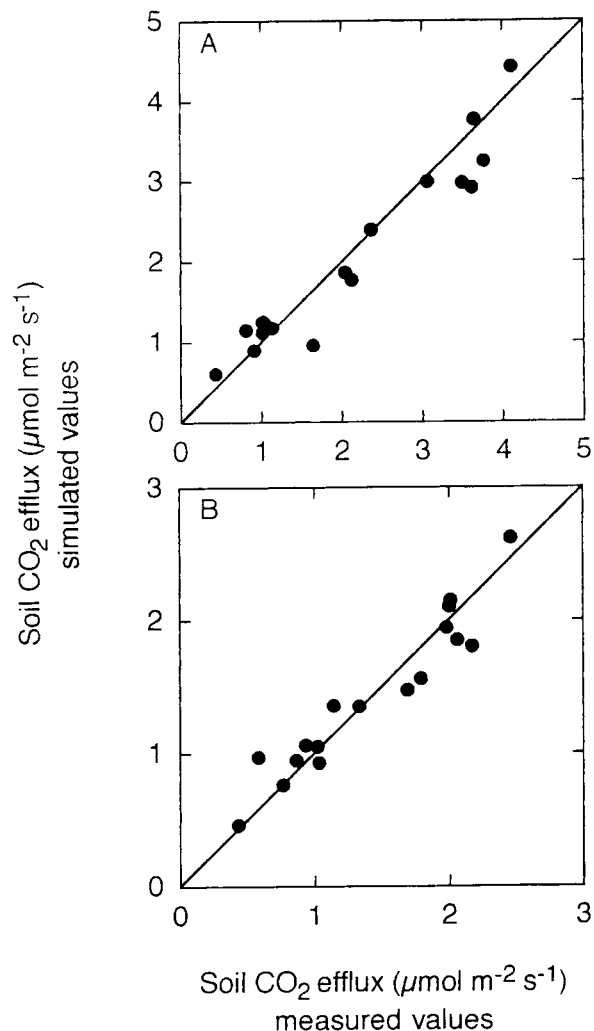 A
5
4
3
2
1
0
0 1 2 3 4 5
B
3
2
1
0
0 1 2 3
Soil CO₂ efflux (µmol m⁻² s⁻¹)
simulated values
Soil CO₂ efflux (µmol m⁻² s⁻¹)
measured values